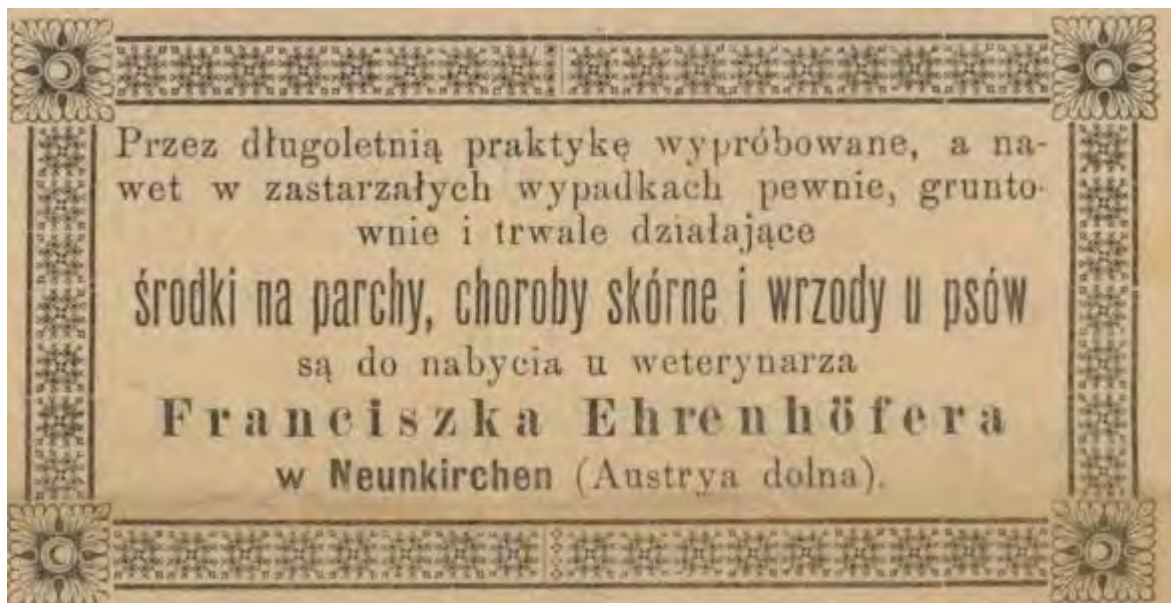 Przez długoletnią praktykę wypróbowane, a na-
wet w zastarzałych wypadkach pewnie, grunto-
wnie i trwale działające
środki na parchy, choroby skórne i wrzody u psów
są do nabycia u weterynarza
Franciszka Ehrenhöfera
w Neunkirchen (Austrya dolna).